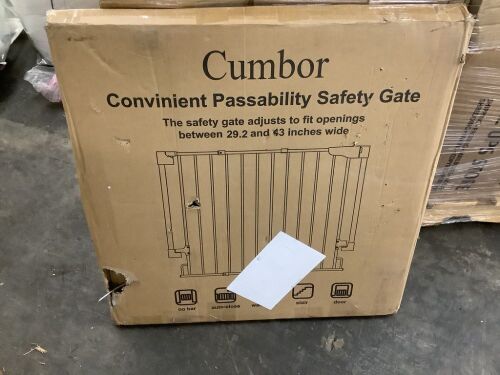 Cumbor
Convinient Passability Safety Gate
The safety gate adjusts to fit openings
between 29.2 and 43 inches wide
no bar auto-close stair door